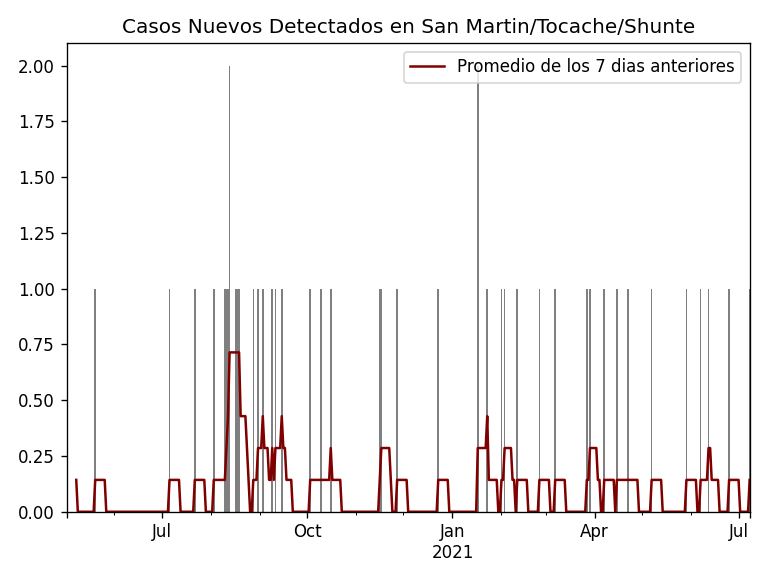 Casos Nuevos Detectados en San Martin/Tocache/Shunte
Promedio de los 7 dias anteriores
2.00
1.75
1.50
1.25
1.00
0.75
0.50
0.25
0.00
Jul
Oct
Jan
2021
Apr
Jul